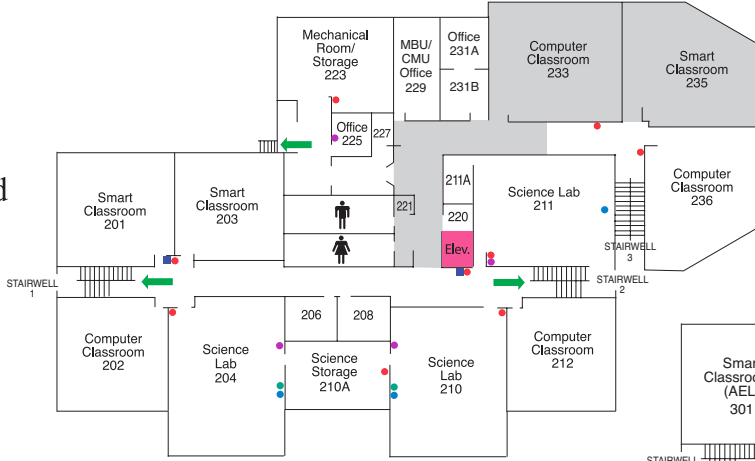 Mechanical
Room/
Storage
223
MBU/
CMU
Office
229
Office
231A
231B
Computer
Classroom
233
Smart
Classroom
235
Office
225
227
Smart
Classroom
201
Smart
Classroom
203
221
211A
220
Elev.
Science Lab
211
Computer
Classroom
236
STAIRWELL
3
STAIRWELL
1
STAIRWELL
2
Computer
Classroom
202
Science
Lab
204
206
208
Science
Storage
210A
Science
Lab
210
Computer
Classroom
212
(AEL
301